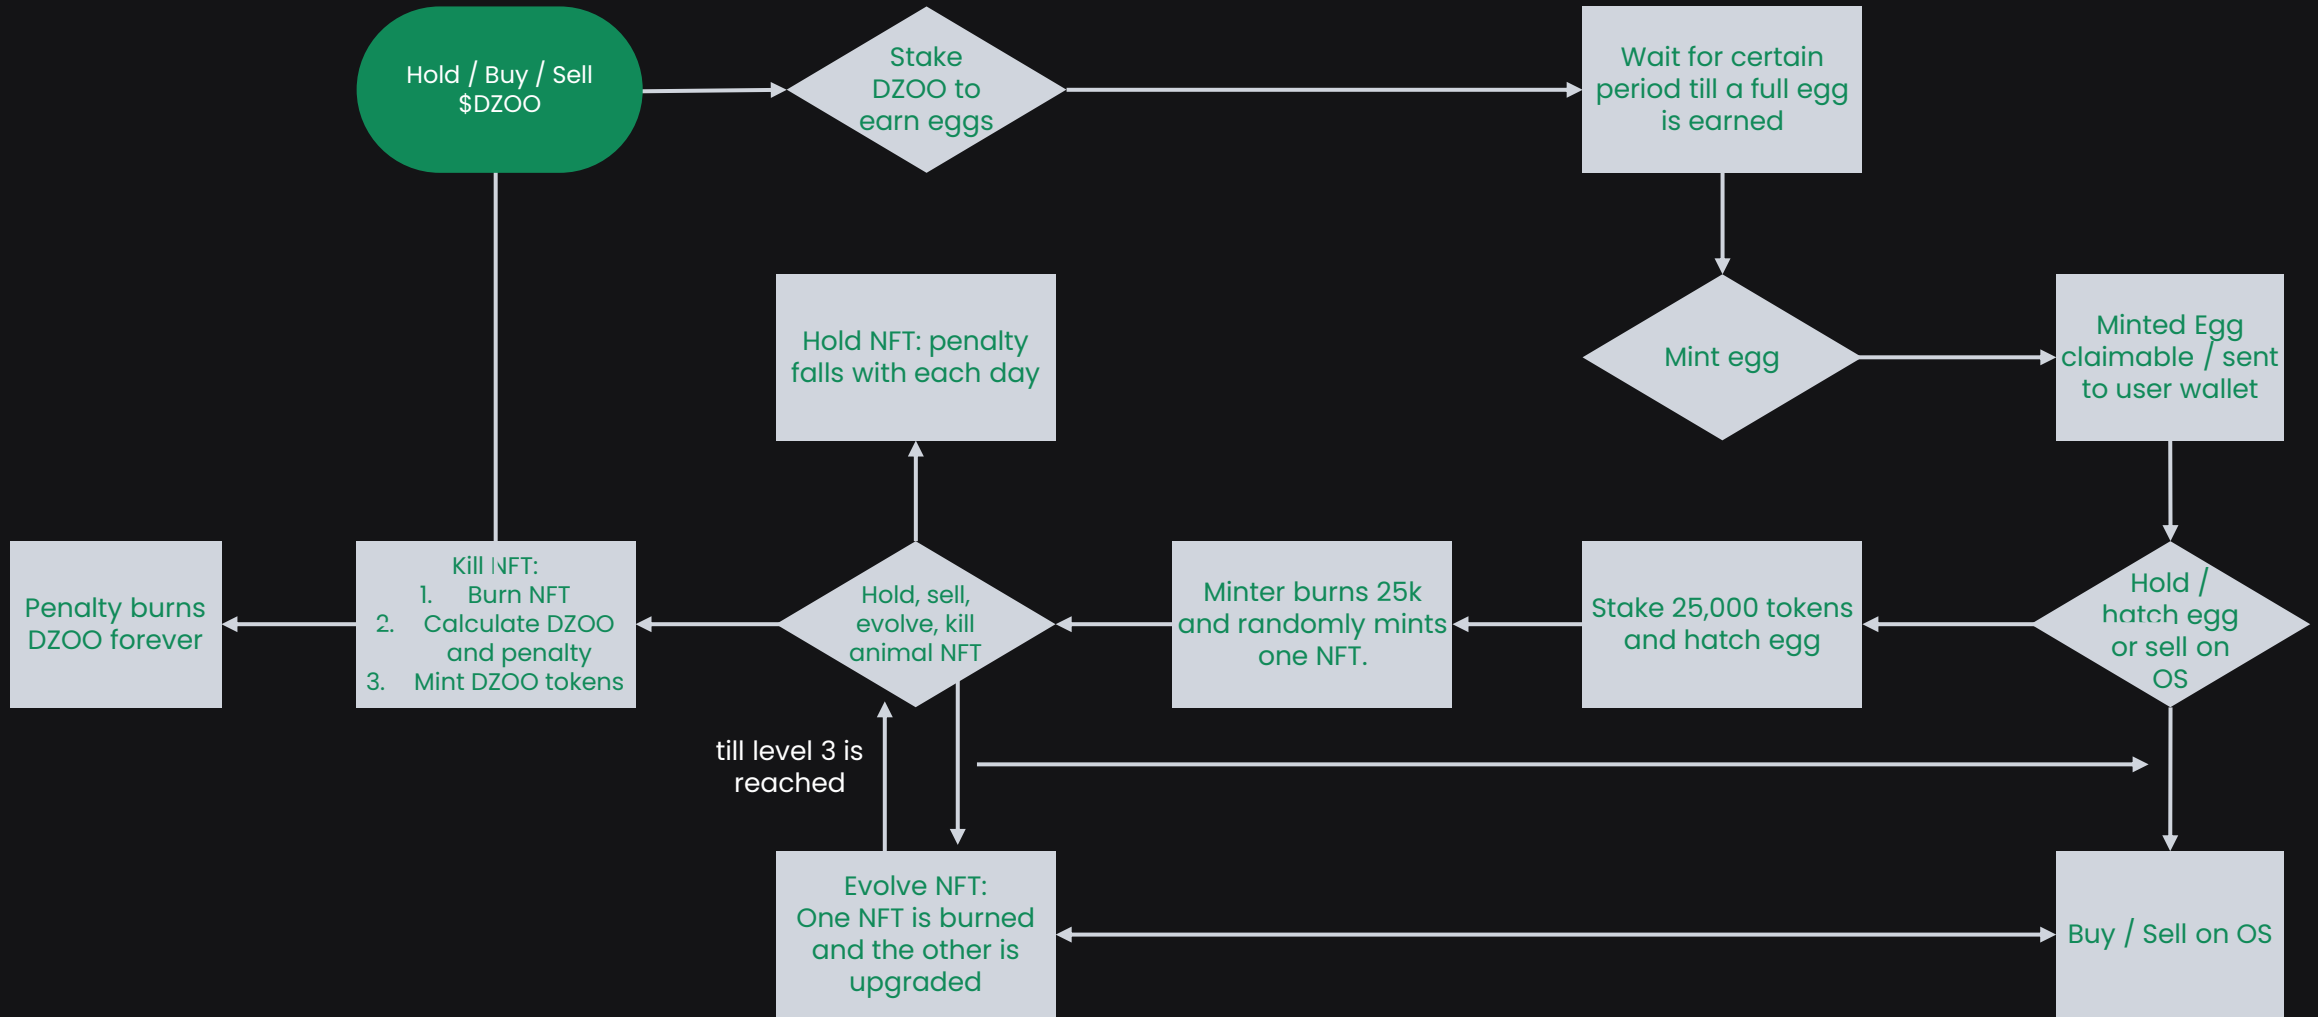 Hold / Buy / Sell
$DZOO
Stake
DZOO to
earn eggs
Wait for certain
period till a full egg
is earned
Hold NFT: penalty
falls with each day
Mint egg
Minted Egg
claimable / sent
to user wallet
Penalty burns
DZOO forever
Kill NFT:
1. Burn NFT
2. Calculate DZOO
and penalty
3. Mint DZOO tokens
Hold, sell,
evolve, kill
animal NFT
Minter burns 25k
and randomly mints
one NFT.
Stake 25,000 tokens
and hatch egg
Hold /
hatch egg
or sell on
OS
till level 3 is
reached
Evolve NFT:
One NFT is burned
and the other is
upgraded
Buy / Sell on OS